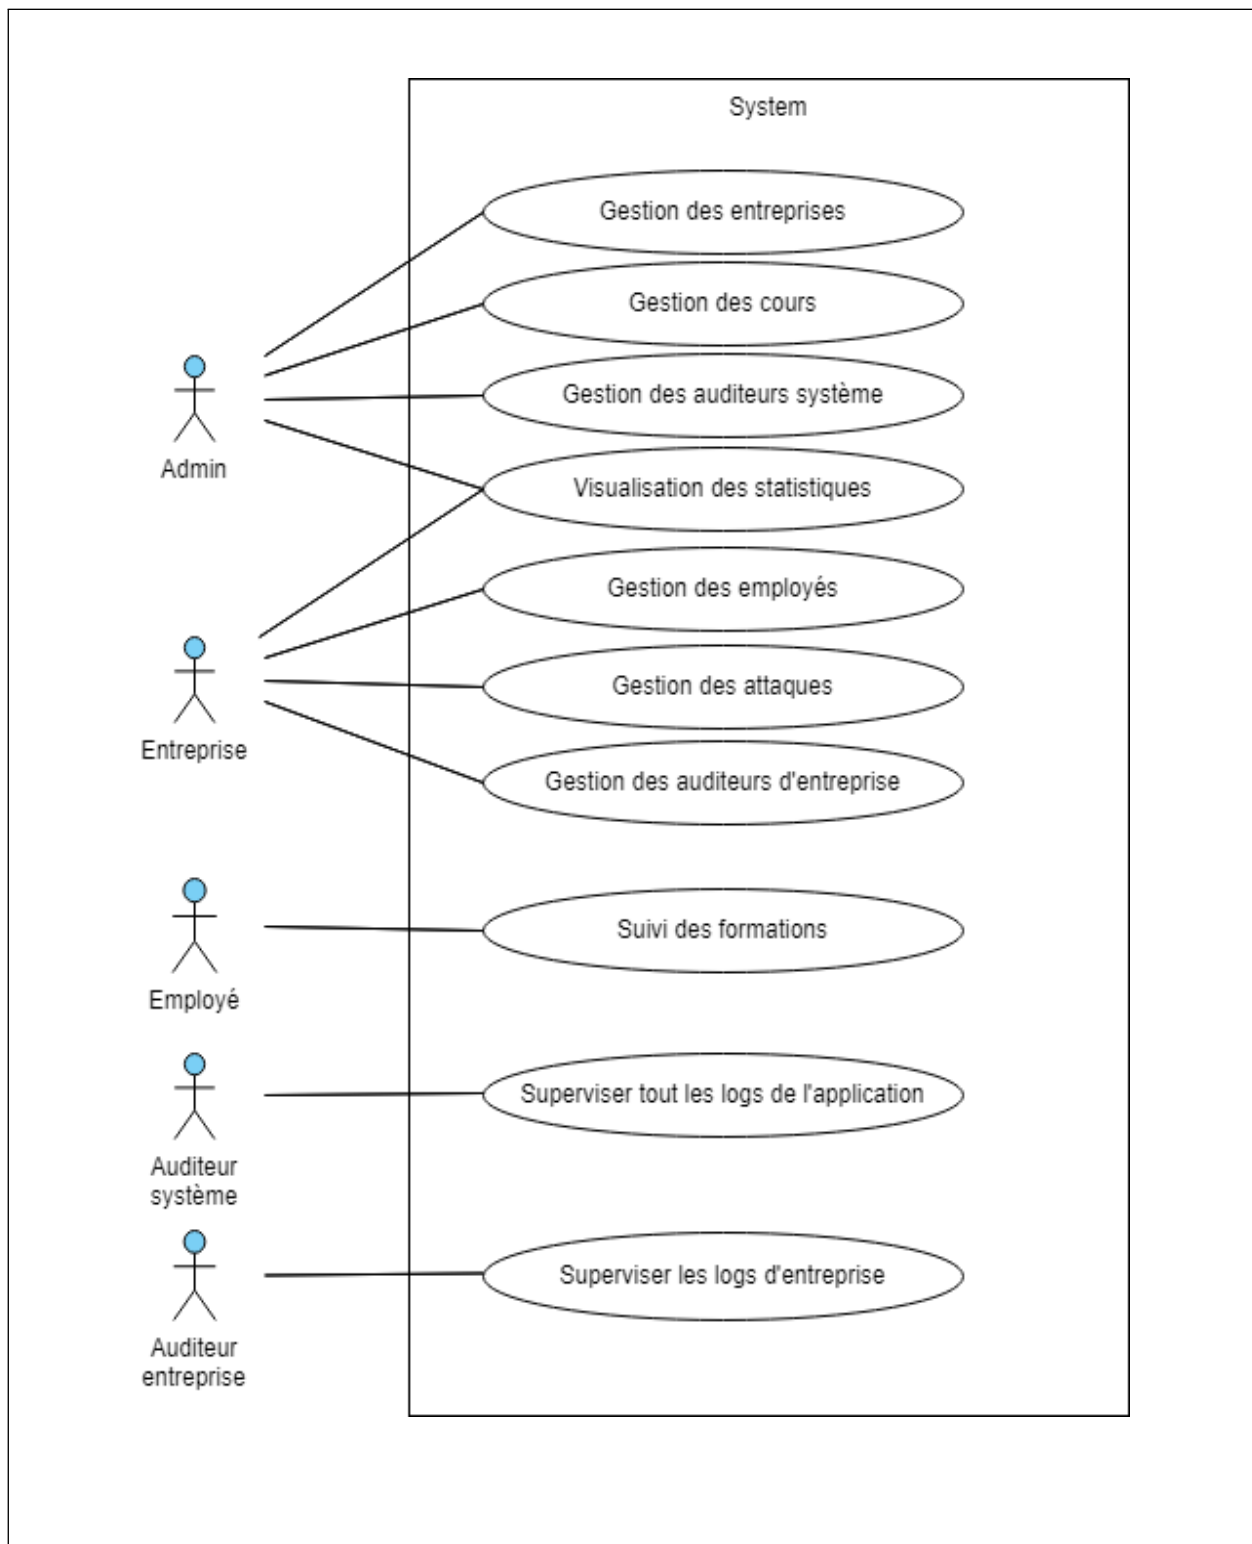 System
Gestion des entreprises
Gestion des cours
Gestion des auditeurs système
Admin
Visualisation des statistiques
Gestion des employés
Entreprise
Gestion des attaques
Gestion des auditeurs d'entreprise
Suivi des formations
Employé
Superviser tout les logs de l'application
Auditeur
système
Superviser les logs d'entreprise
Auditeur
entreprise